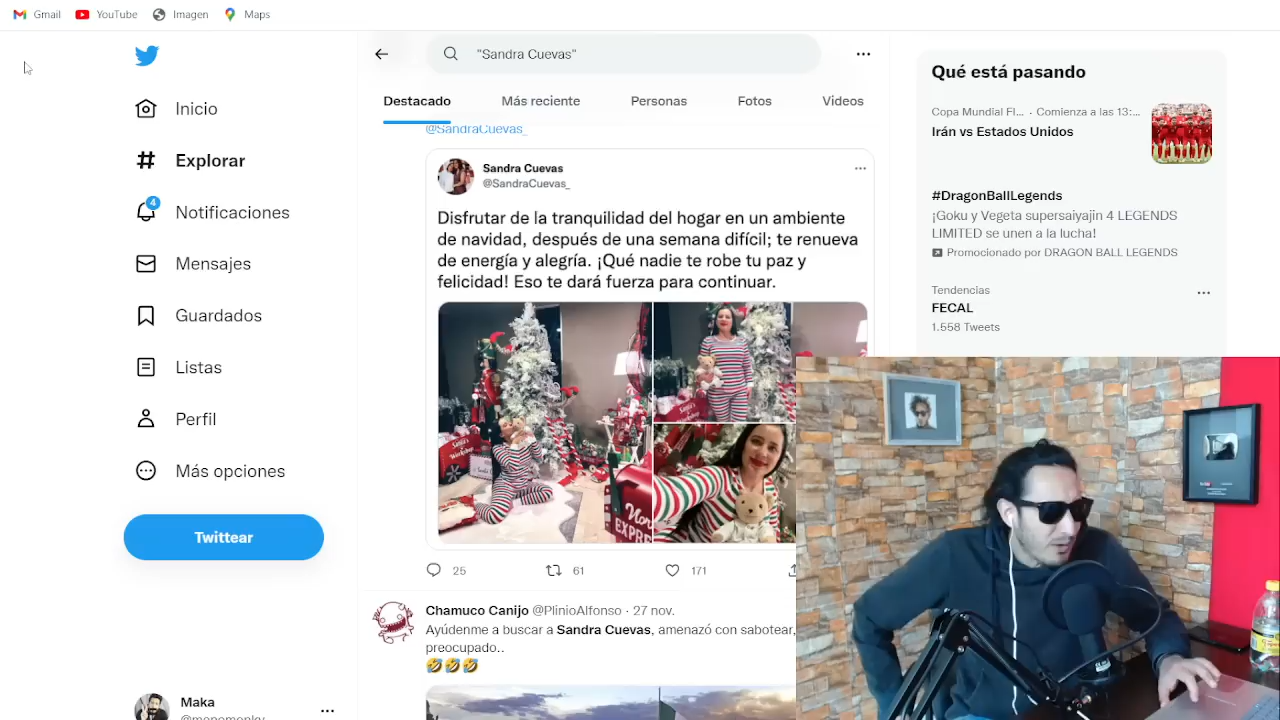 Gmail
YouTube
Imagen
Maps
Inicio
Explorar
4
Notificaciones
Mensajes
Guardados
Listas
Perfil
Más opciones
Twittear
Maka
"Sandra Cuevas"
Destacado
Más reciente
Personas
Fotos
Videos
@SandraCuevas_
Sandra Cuevas
@SandraCuevas_
Disfrutar de la tranquilidad del hogar en un ambiente
de navidad, después de una semana difícil; te renueva
de energía y alegría. ¡Qué nadie te robe tu paz y
felicidad! Eso te dará fuerza para continuar.
25
61
171
Chamuco Canijo @PlinioAlfonso · 27 nov.
Ayúdenme a buscar a Sandra Cuevas, amenazó con sabotear,
preocupado..
🤣🤣🤣
Qué está pasando
Copa Mundial FI... · Comienza a las 13:...
Irán vs Estados Unidos
#DragonBallLegends
¡Goku y Vegeta supersaiyajin 4 LEGENDS
LIMITED se unen a la lucha!
Promocionado por DRAGON BALL LEGENDS
Tendencias
FECAL
1.558 Tweets